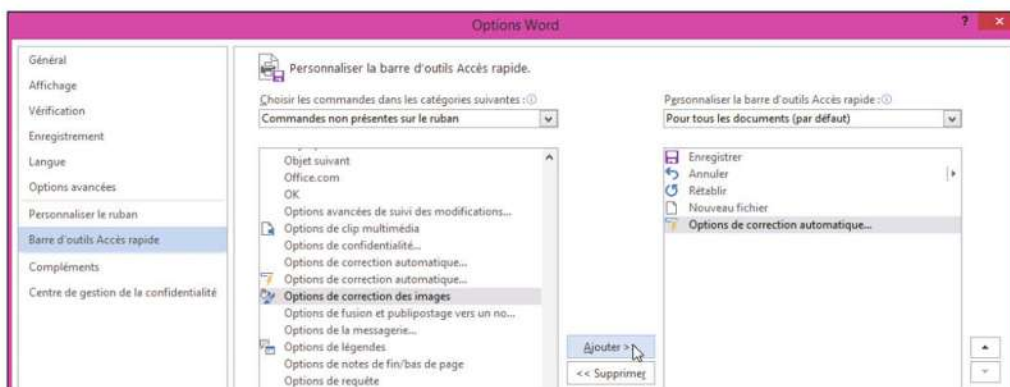 Options Word
?
Général
Affichage
Vérification
Enregistrement
Langue
Options avancées
Personnaliser le ruban
Barre d'outils Accès rapide
Compléments
Centre de gestion de la confidentialité
Personnaliser la barre d'outils Accès rapide.
Choisir les commandes dans les catégories suivantes :
Commandes non présentes sur le ruban
Objet suivant
Office.com
OK
Options avancées de suivi des modifications...
Options de clip multimédia
Options de confidentialité...
Options de correction automatique...
Options de correction automatique...
Options de correction des images
Options de fusion et publipostage vers un no...
Options de la messagerie...
Options de légendes
Options de notes de fin/bas de page
Options de requête
Ajouter >>
<< Supprimer
Personnaliser la barre d'outils Accès rapide :
Pour tous les documents (par défaut)
Enregistrer
Annuler
Rétablir
Nouveau fichier
Options de correction automatique...